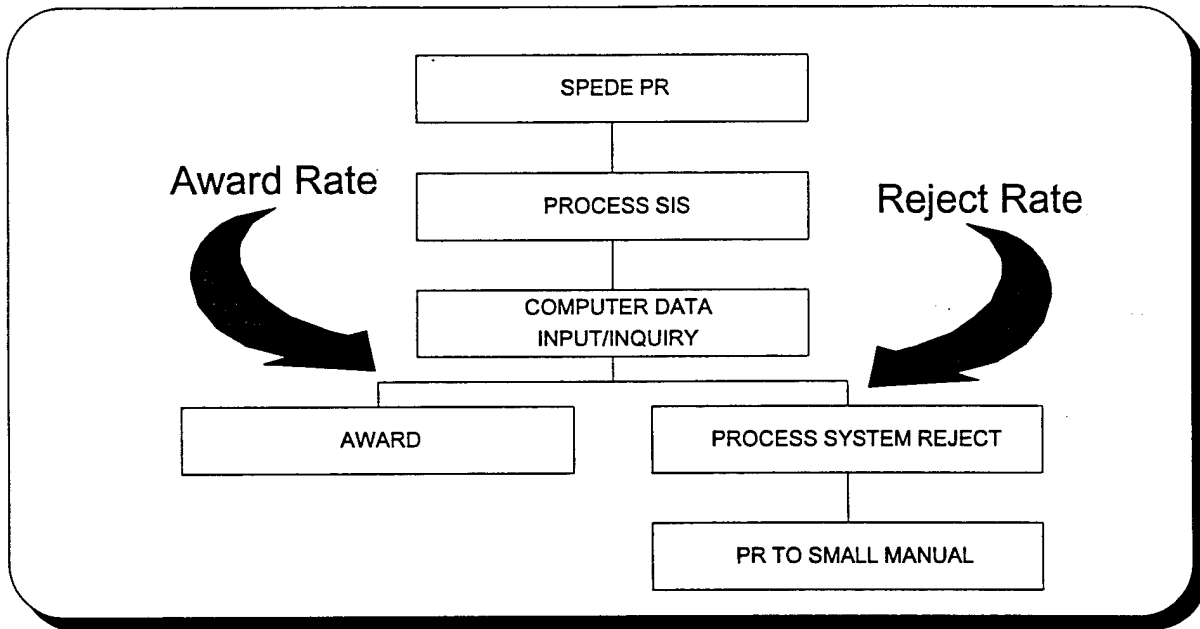 SPEDE PR
Award Rate
PROCESS SIS
Reject Rate
COMPUTER DATA
INPUT/INQUIRY
AWARD
PROCESS SYSTEM REJECT
PR TO SMALL MANUAL